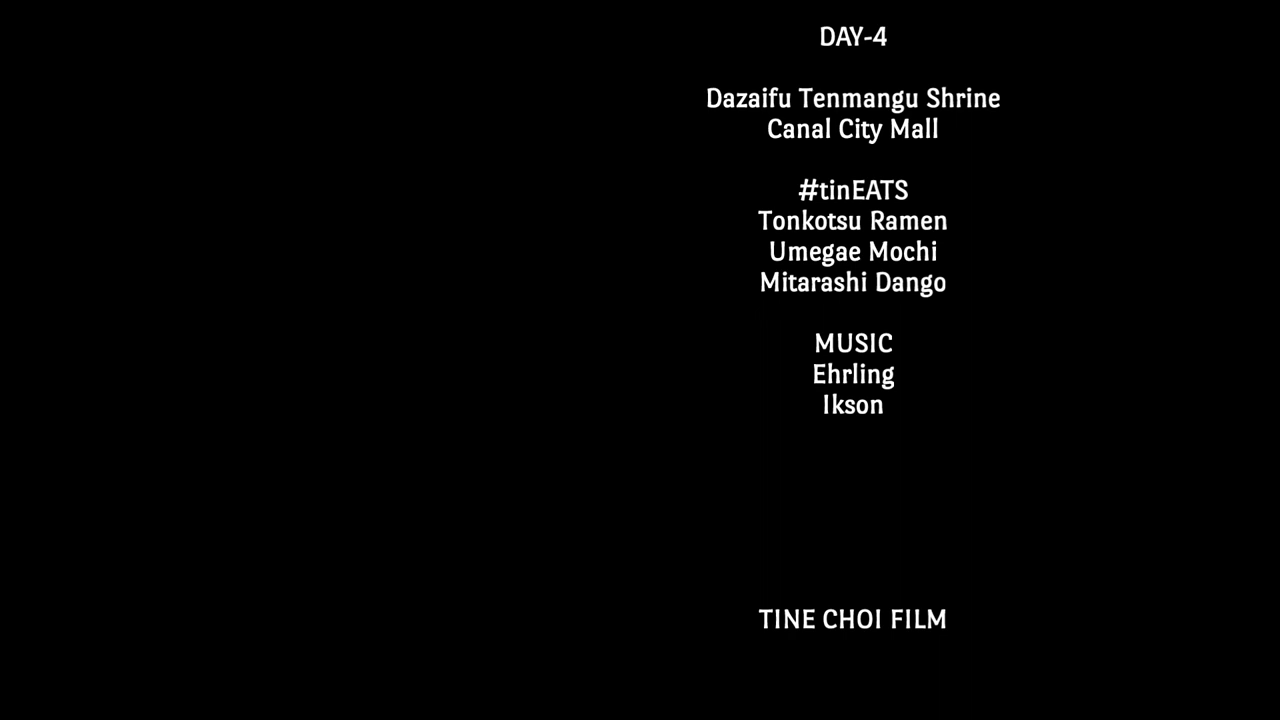 DAY-4
Dazaifu Tenmangu Shrine
Canal City Mall
#tinEATS
Tonkotsu Ramen
Umegae Mochi
Mitarashi Dango
MUSIC
Ehrling
Ikson
TINE CHOI FILM